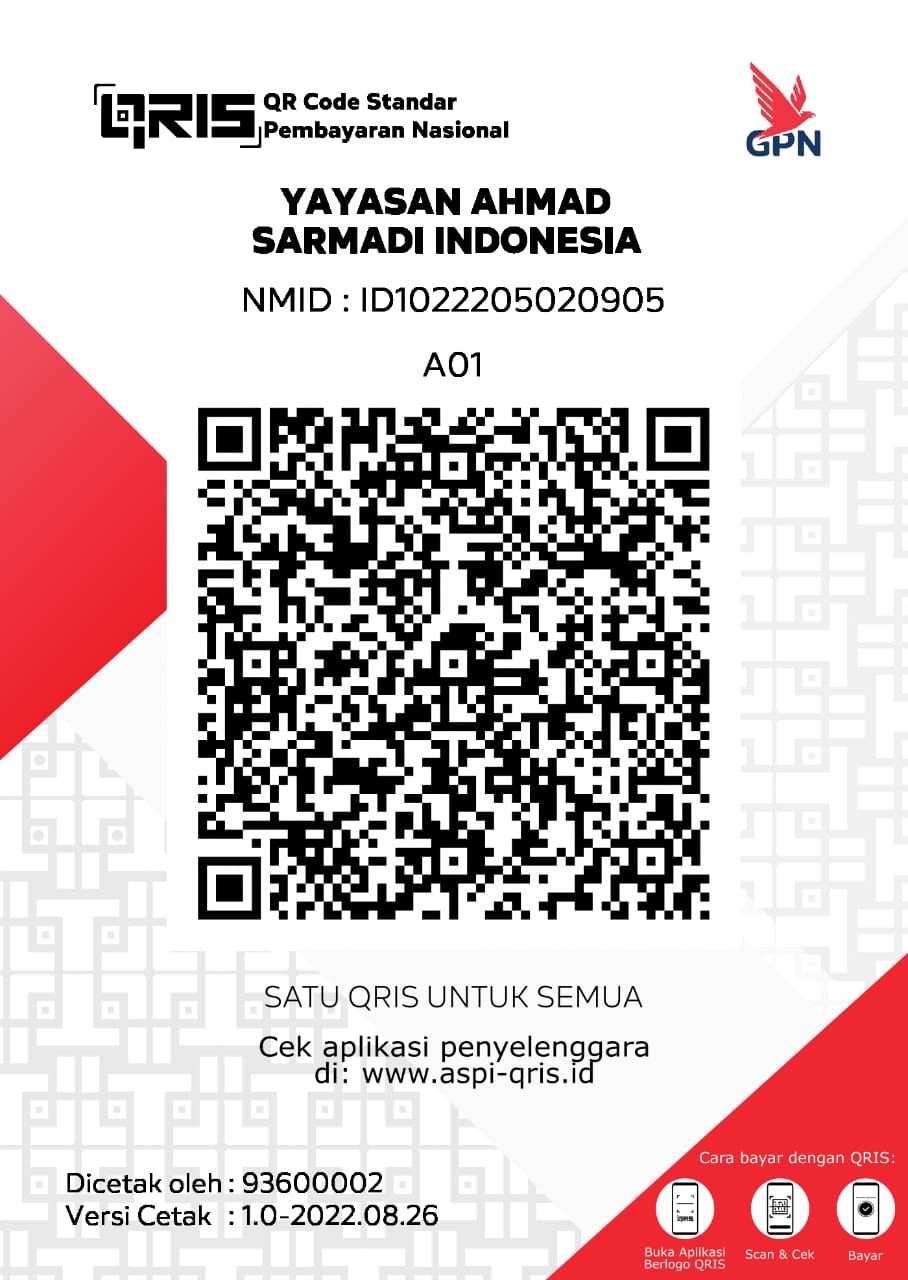 QRIS QR Code Standar
Pembayaran Nasional
GPN
YAYASAN AHMAD
SARMADI INDONESIA
NMID : ID1022205020905
A01
SATU QRIS UNTUK SEMUA
Cek aplikasi penyelenggara
di: www.aspi-qris.id
Dicetak oleh : 93600002
Versi Cetak : 1.0-2022.08.26
Cara bayar dengan QRIS:
Buka Aplikasi
Berlogo QRIS
Scan & Cek
Bayar